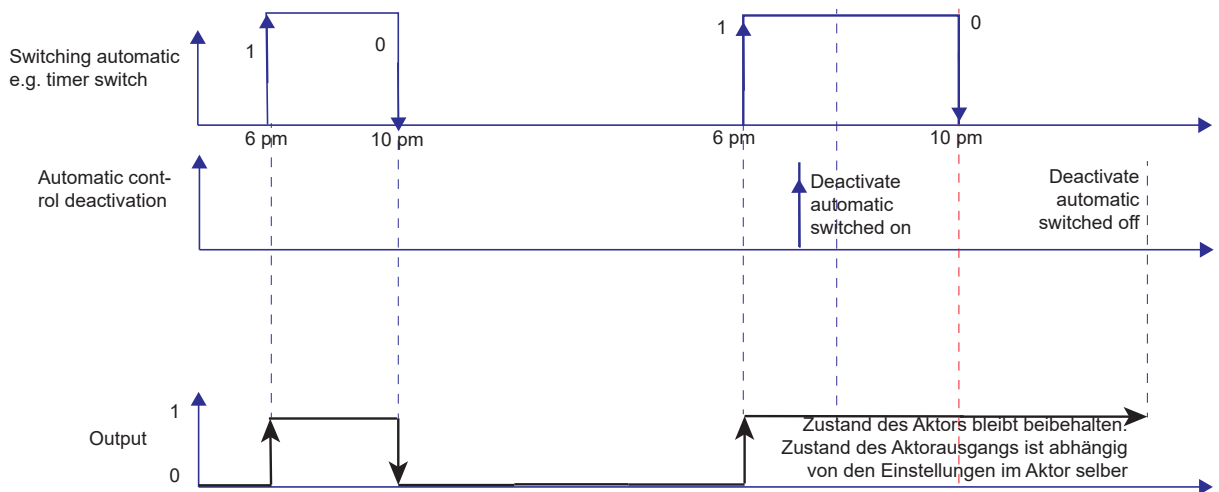 Switching automatic
e.g. timer switch
1
0
1
0
6 pm
10 pm
6 pm
10 pm
Automatic cont-
rol deactivation
Deactivate
automatic
switched on
Deactivate
automatic
switched off
1
Output
0
Zustand des Aktors bleibt beibehalten.
Zustand des Aktorausgangs ist abhängig
von den Einstellungen im Aktor selber